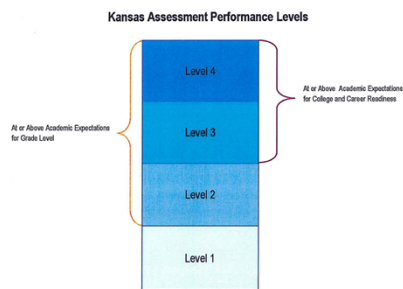 Kansas Assessment Performance Levels
Level 4
At or Above Academic Expectations
for College and Career Readiness
At or Above Academic Expectations
for Grade Level
Level 3
Level 2
Level 1